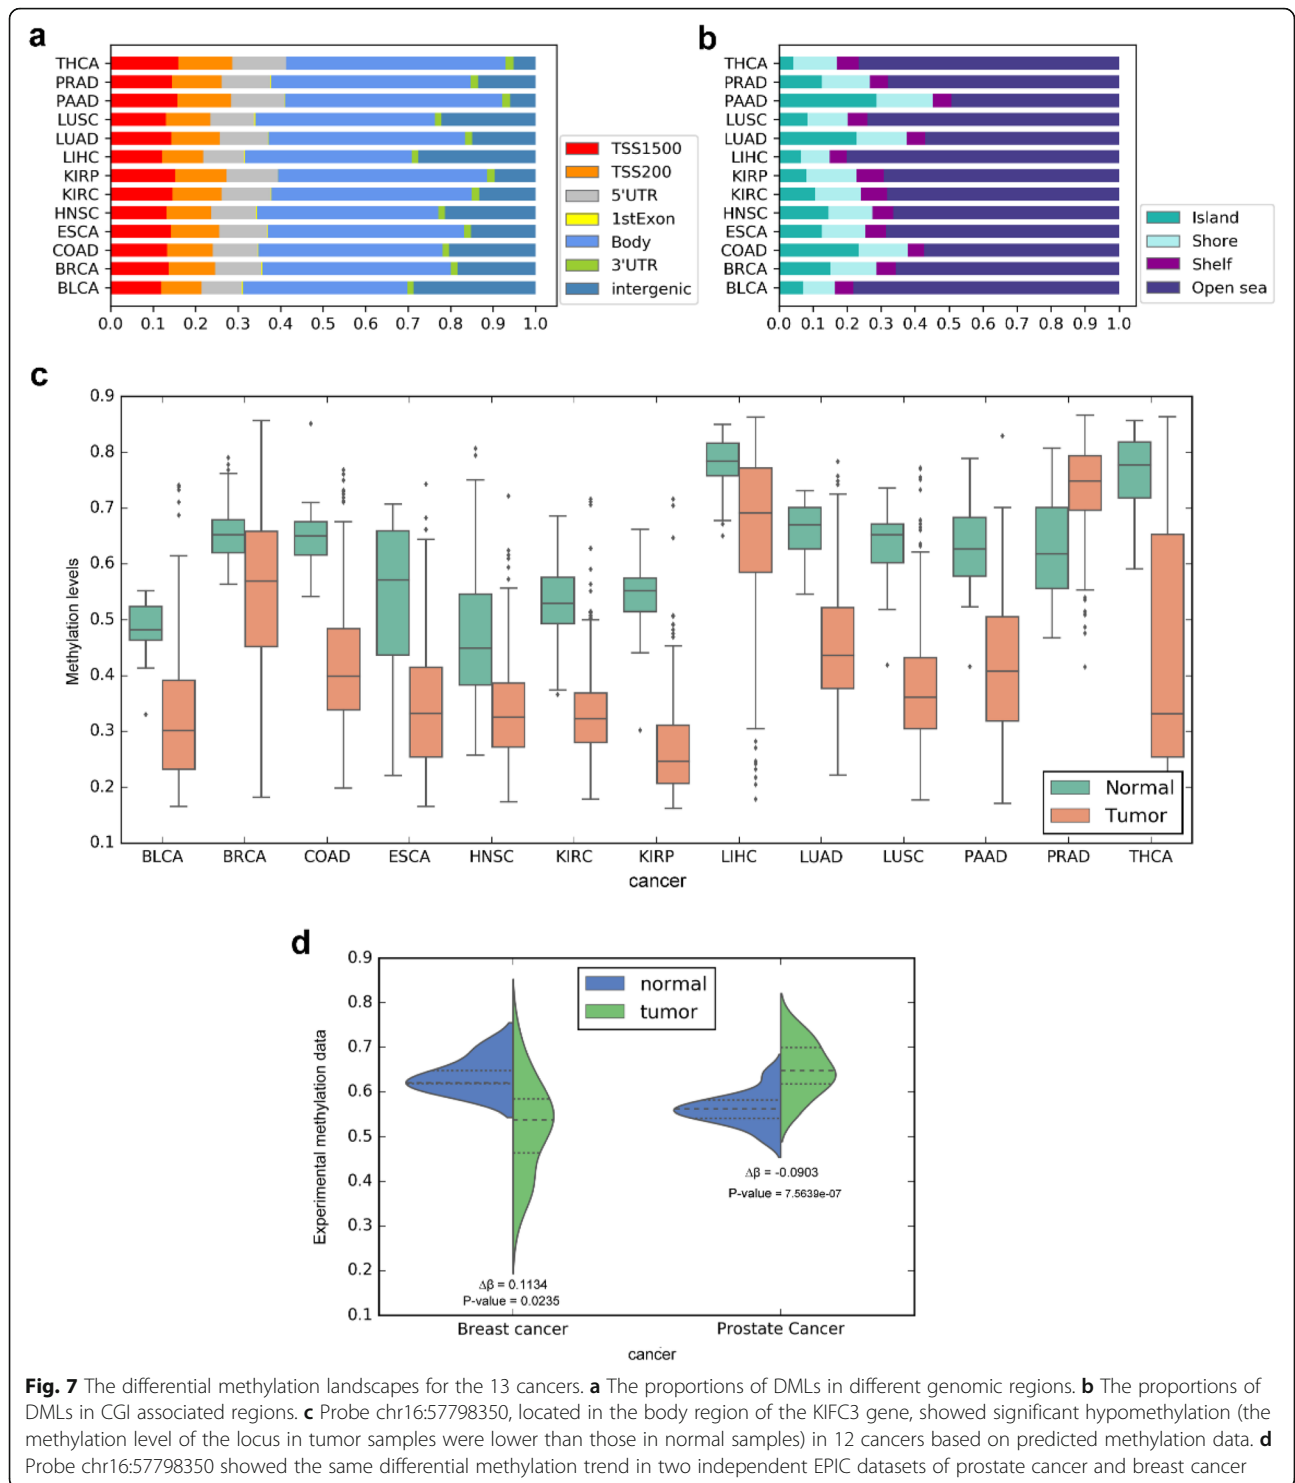 a
THCA
PRAD
PAAD
LUSC
LUAD
LIHC
KIRP
KIRC
HNSC
ESCA
COAD
BRCA
BLCA
0.0 0.1 0.2 0.3 0.4 0.5 0.6 0.7 0.8 0.9 1.0
TSS1500
TSS200
5'UTR
1stExon
Body
3'UTR
intergenic
b
THCA
PRAD
PAAD
LUSC
LUAD
LIHC
KIRP
KIRC
HNSC
ESCA
COAD
BRCA
BLCA
0.0 0.1 0.2 0.3 0.4 0.5 0.6 0.7 0.8 0.9 1.0
Island
Shore
Shelf
Open sea
c
Methylation levels
0.9
0.8
0.7
0.6
0.5
0.4
0.3
0.2
0.1
Normal
Tumor
BLCA BRCA COAD ESCA HNSC KIRC KIRP LIHC LUAD LUSC PAAD PRAD THCA
cancer
d
Experimental methylation data
0.9
0.8
0.7
0.6
0.5
0.4
0.3
0.2
0.1
normal
tumor
Δβ = -0.0903
P-value = 7.5639e-07
Δβ = 0.1134
P-value = 0.0235
Breast cancer Prostate Cancer
cancer
Fig. 7 The differential methylation landscapes for the 13 cancers. a The proportions of DMLs in different genomic regions. b The proportions of
DMLs in CGI associated regions. c Probe chr16:57798350, located in the body region of the KIFC3 gene, showed significant hypomethylation (the
methylation level of the locus in tumor samples were lower than those in normal samples) in 12 cancers based on predicted methylation data. d
Probe chr16:57798350 showed the same differential methylation trend in two independent EPIC datasets of prostate cancer and breast cancer